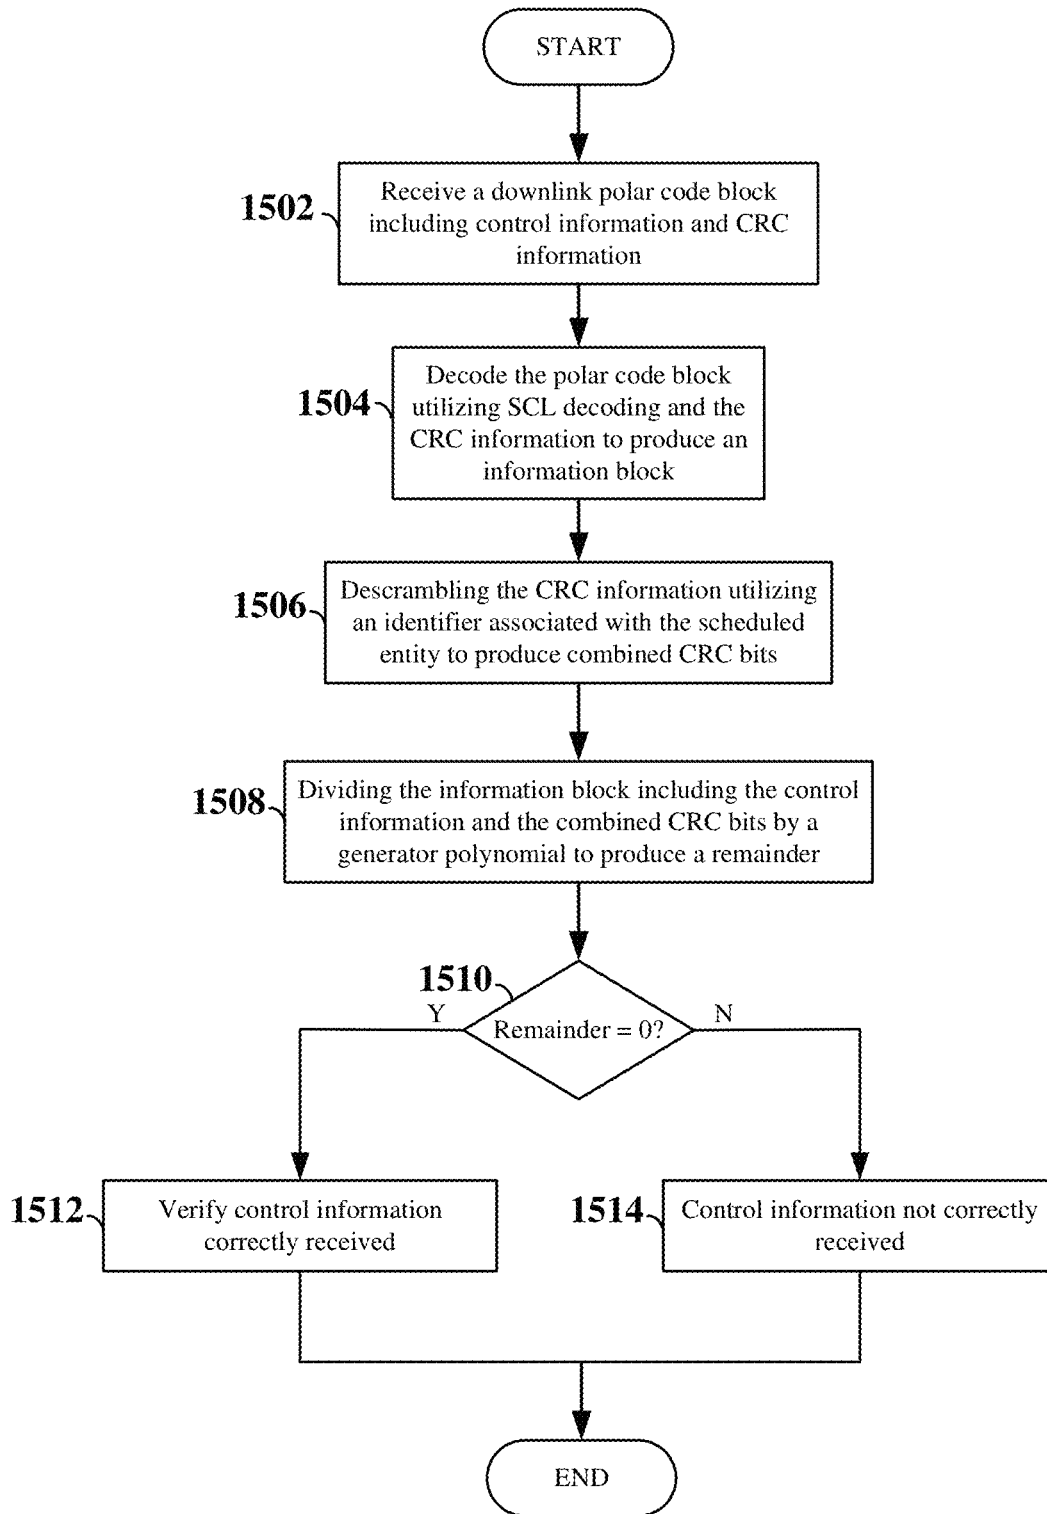 START
1502
Receive a downlink polar code block
including control information and CRC
information
1504
Decode the polar code block
utilizing SCL decoding and the
CRC information to produce an
information block
1506
Descrambling the CRC information utilizing
an identifier associated with the scheduled
entity to produce combined CRC bits
1508
Dividing the information block including the control
information and the combined CRC bits by a
generator polynomial to produce a remainder
1510
Y
Remainder = 0?
N
1512
Verify control information
correctly received
1514
Control information not correctly
received
END